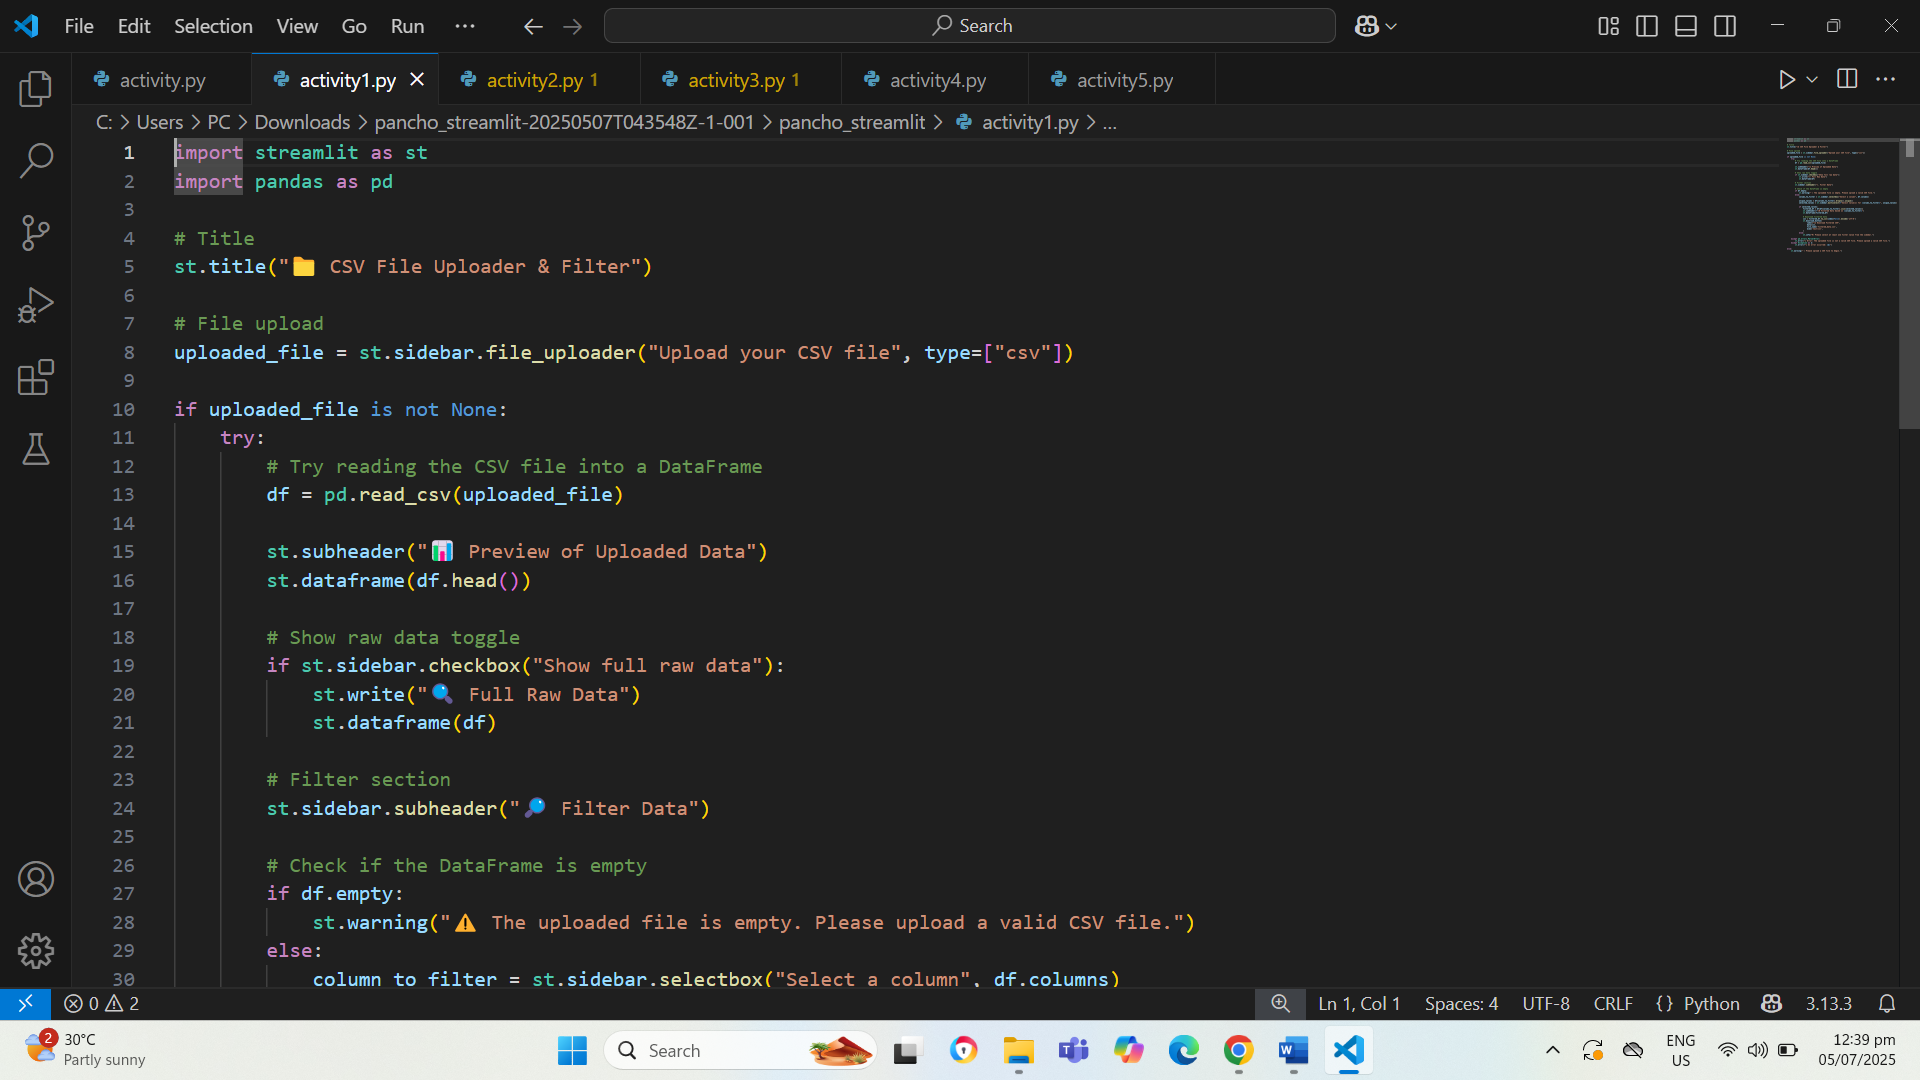 File Edit Selection View Go Run ··· Search
activity.py activity1.py activity2.py 1 activity3.py 1 activity4.py activity5.py
C: > Users > PC > Downloads > pancho_streamlit-20250507T043548Z-1-001 > pancho_streamlit > activity1.py > ...
1 import streamlit as st
2 import pandas as pd
3
4 # Title
5 st.title("📁 CSV File Uploader & Filter")
6
7 # File upload
8 uploaded_file = st.sidebar.file_uploader("Upload your CSV file", type=["csv"])
9
10 if uploaded_file is not None:
11 try:
12 # Try reading the CSV file into a DataFrame
13 df = pd.read_csv(uploaded_file)
14
15 st.subheader("📊 Preview of Uploaded Data")
16 st.dataframe(df.head())
17
18 # Show raw data toggle
19 if st.sidebar.checkbox("Show full raw data"):
20 st.write("🔍 Full Raw Data")
21 st.dataframe(df)
22
23 # Filter section
24 st.sidebar.subheader("🔎 Filter Data")
25
26 # Check if the DataFrame is empty
27 if df.empty:
28 st.warning("⚠️ The uploaded file is empty. Please upload a valid CSV file.")
29 else:
30 column_to_filter = st.sidebar.selectbox("Select a column", df.columns)
0 2 Ln 1, Col 1 Spaces: 4 UTF-8 CRLF {} Python 3.13.3
2 30°C
Partly sunny
Search
ENG
US
12:39 pm
05/07/2025